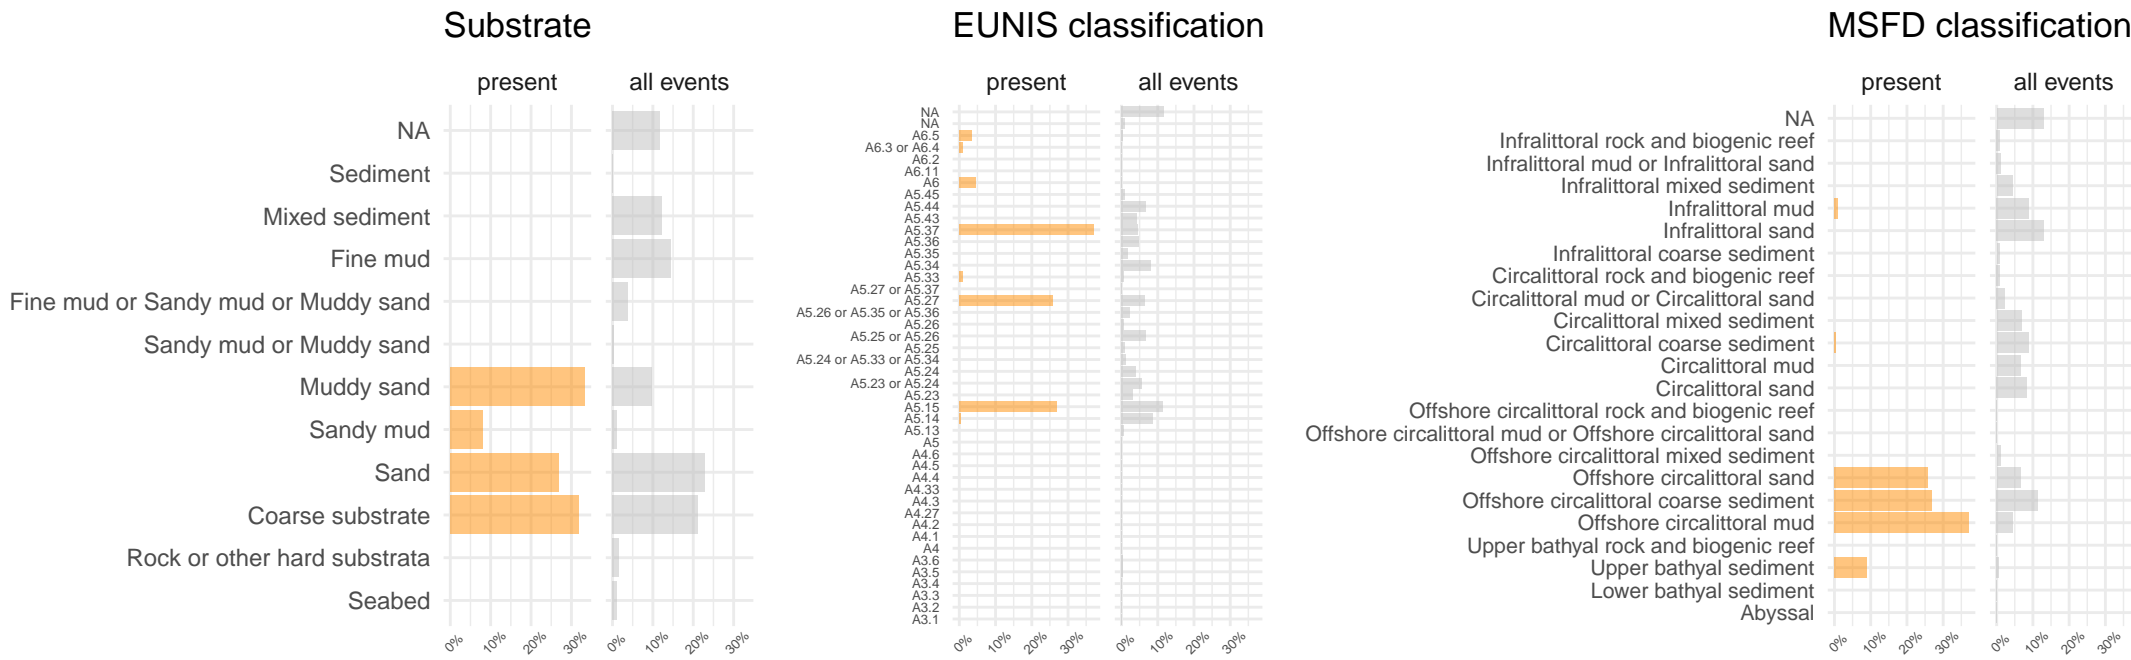 Substrate
present
all events
NA
Sediment
Mixed sediment
Fine mud
Fine mud or Sandy mud or Muddy sand
Sandy mud or Muddy sand
Muddy sand
Sandy mud
Sand
Coarse substrate
Rock or other hard substrata
Seabed
0%
10%
20%
30%
0%
10%
20%
30%
EUNIS classification
present
all events
NA
NA
A6.5
A6.3 or A6.4
A6.2
A6.11
A6
A5.45
A5.44
A5.43
A5.37
A5.36
A5.35
A5.34
A5.33
A5.27 or A5.37
A5.27
A5.26 or A5.35 or A5.36
A5.26
A5.25 or A5.26
A5.25
A5.24 or A5.33 or A5.34
A5.24
A5.23 or A5.24
A5.23
A5.15
A5.14
A5.13
A5
A4.6
A4.5
A4.4
A4.33
A4.3
A4.27
A4.2
A4.1
A4
A3.6
A3.5
A3.4
A3.3
A3.2
A3.1
0%
10%
20%
30%
0%
10%
20%
30%
MSFD classification
present
all events
NA
Infralittoral rock and biogenic reef
Infralittoral mud or Infralittoral sand
Infralittoral mixed sediment
Infralittoral mud
Infralittoral sand
Infralittoral coarse sediment
Circalittoral rock and biogenic reef
Circalittoral mud or Circalittoral sand
Circalittoral mixed sediment
Circalittoral coarse sediment
Circalittoral mud
Circalittoral sand
Offshore circalittoral rock and biogenic reef
Offshore circalittoral mud or Offshore circalittoral sand
Offshore circalittoral mixed sediment
Offshore circalittoral sand
Offshore circalittoral coarse sediment
Offshore circalittoral mud
Upper bathyal rock and biogenic reef
Upper bathyal sediment
Lower bathyal sediment
Abyssal
0%
10%
20%
30%
0%
10%
20%
30%